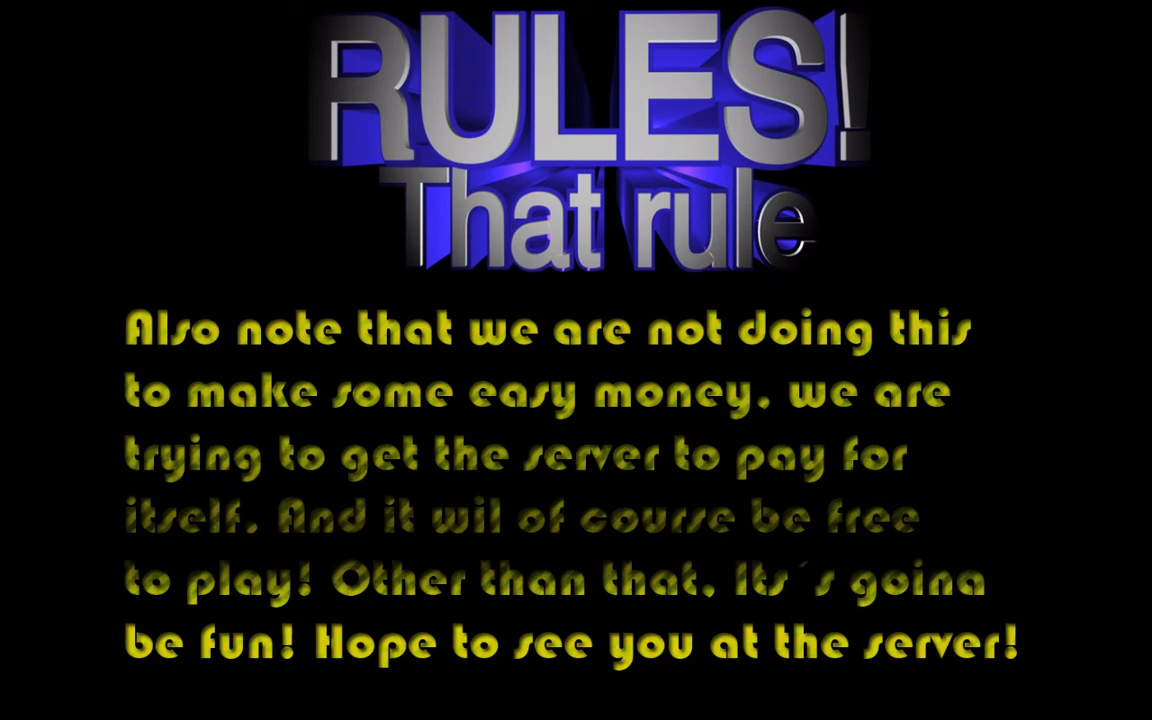 RULES!
That rule
Also note that we are not doing this
to make some easy money, we are
trying to get the server to pay for
itself. And it wil of course be free
to play! Other than that, Its´s goina
be fun! Hope to see you at the server!